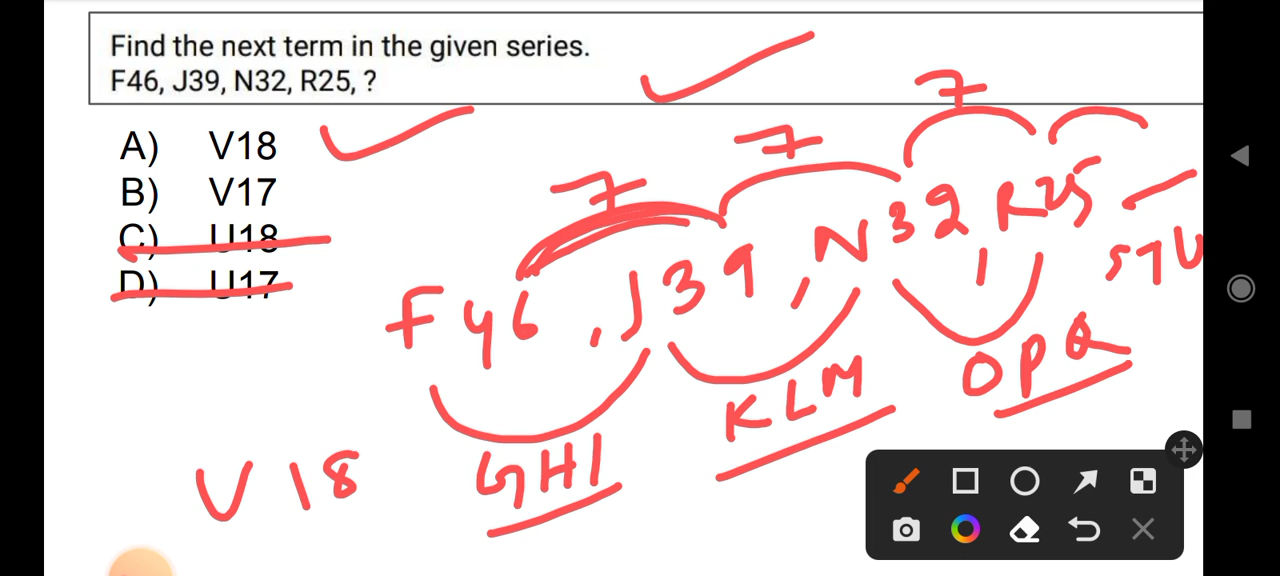 Find the next term in the given series.
F46, J39, N32, R25, ?
A) V18
B) V17
C) U18
D) U17
7
7
7
F46, J39, N32, R25
GHI
KLM
OPQ
STU
V18